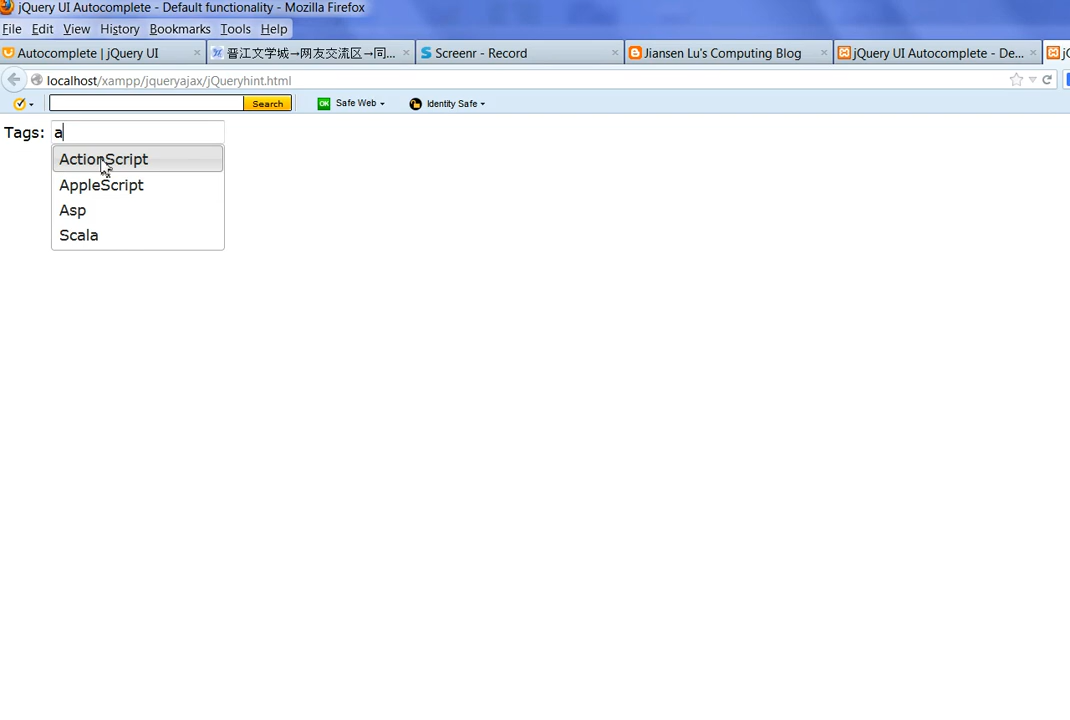 jQuery UI Autocomplete - Default functionality - Mozilla Firefox
File Edit View History Bookmarks Tools Help
Autocomplete | jQuery UI 晋江文学城→网友交流区→同... Screenr - Record Jiansen Lu's Computing Blog jQuery UI Autocomplete - De...
localhost/xampp/jqueryajax/jQueryhint.html
Search OK Safe Web Identity Safe
Tags: a
ActionScript
AppleScript
Asp
Scala